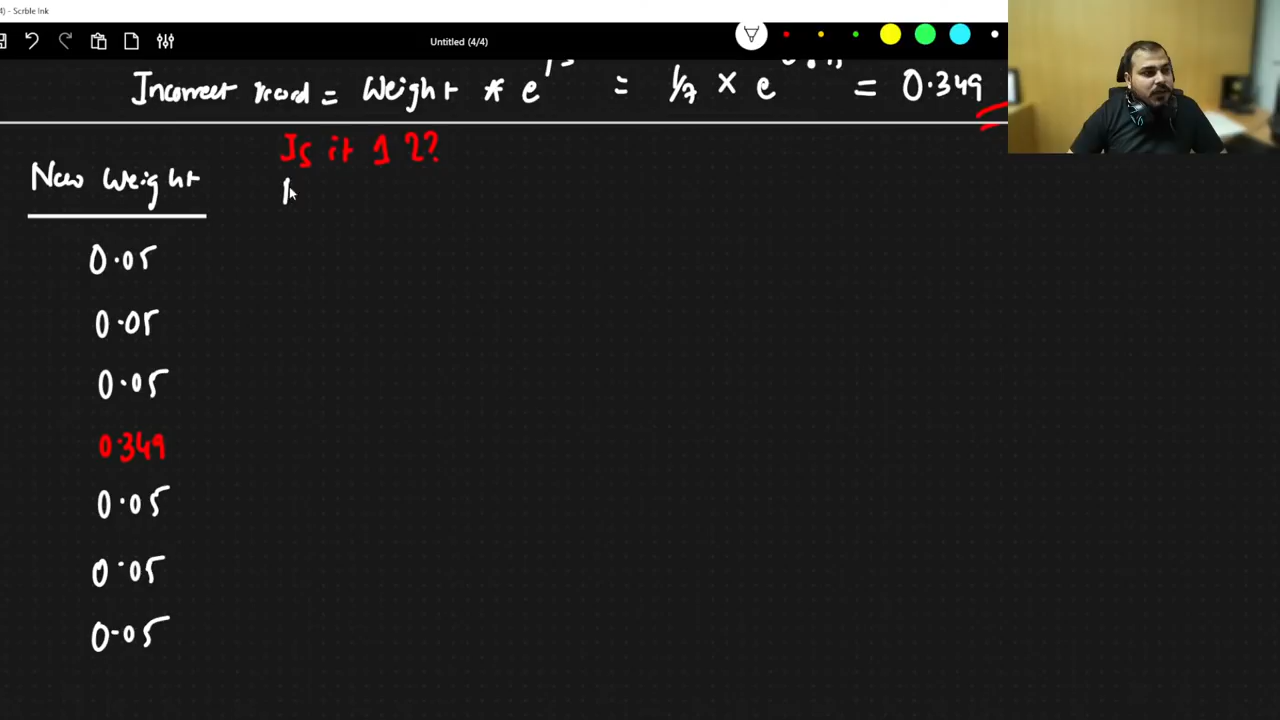 4) - Scrble Ink
Untitled (4/4)
Incorrect record = Weight * e = 1/7 × e = 0.349
Is it 1 ??
New Weight
0.05
0.05
0.05
0.349
0.05
0.05
0.05